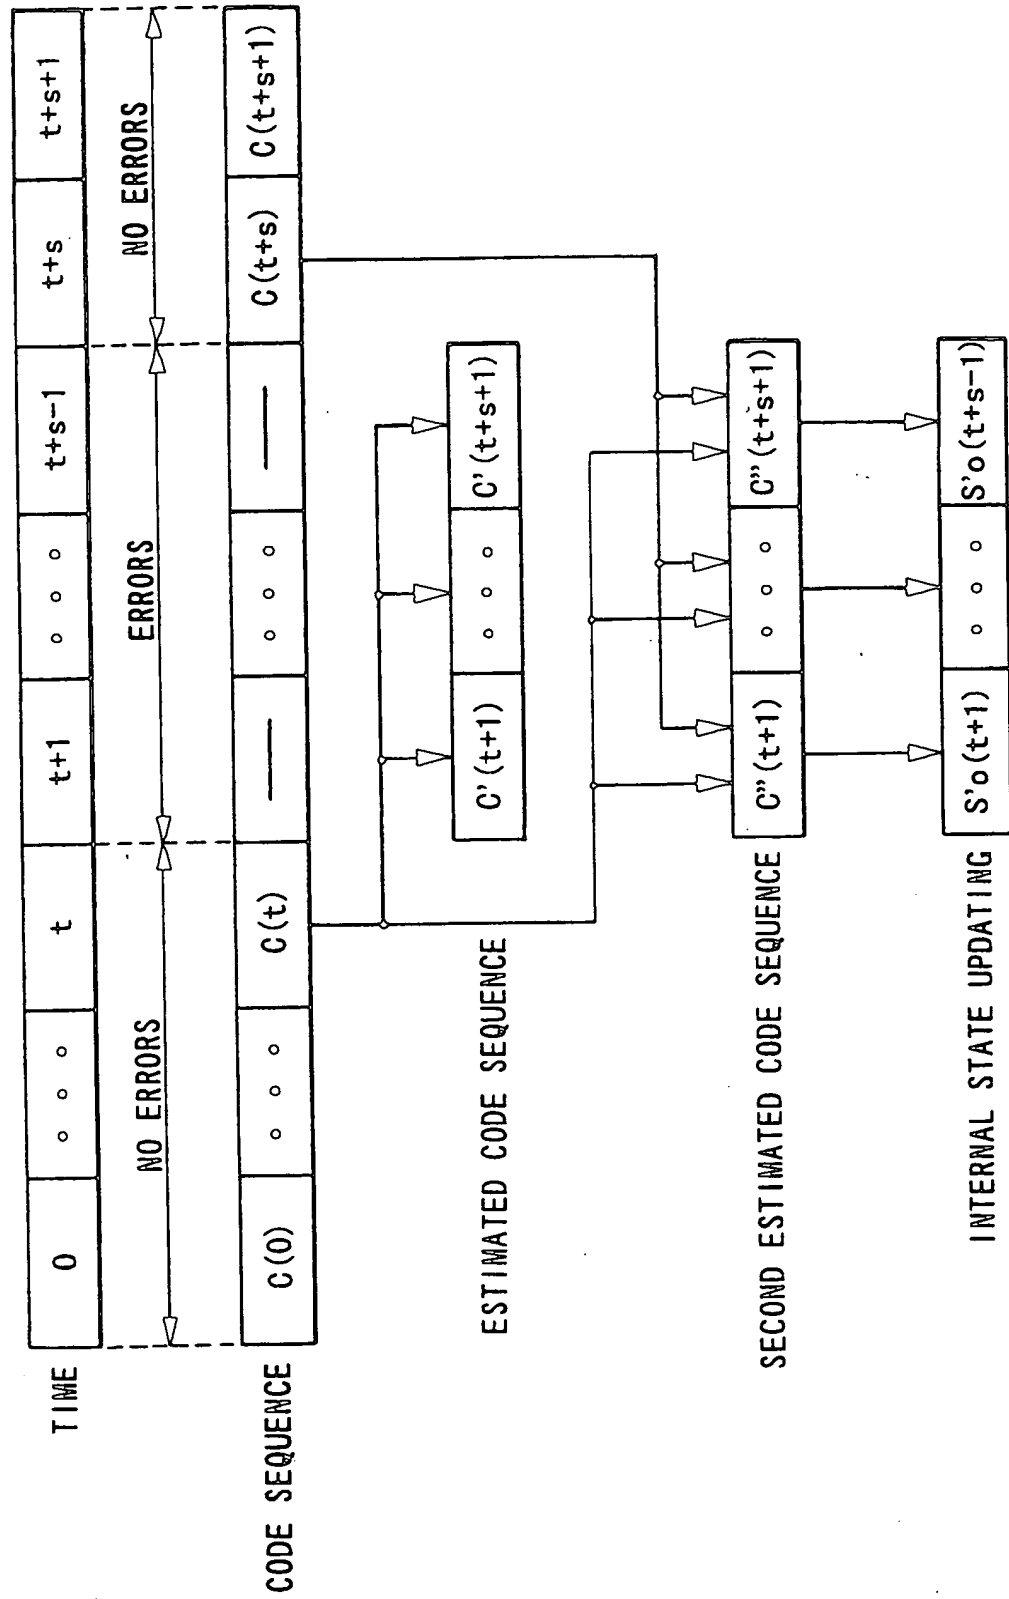 TIME 0 ∘ ∘ ∘ t t+1 ∘ ∘ ∘ t+s-1 t+s t+s+1
NO ERRORS ERRORS NO ERRORS
CODE SEQUENCE C(0) ∘ ∘ ∘ C(t) — ∘ ∘ ∘ — C(t+s) C(t+s+1)
ESTIMATED CODE SEQUENCE C'(t+1) ∘ ∘ ∘ C'(t+s+1)
SECOND ESTIMATED CODE SEQUENCE C"(t+1) ∘ ∘ ∘ C"(t+s+1)
INTERNAL STATE UPDATING S'o(t+1) ∘ ∘ ∘ S'o(t+s-1)